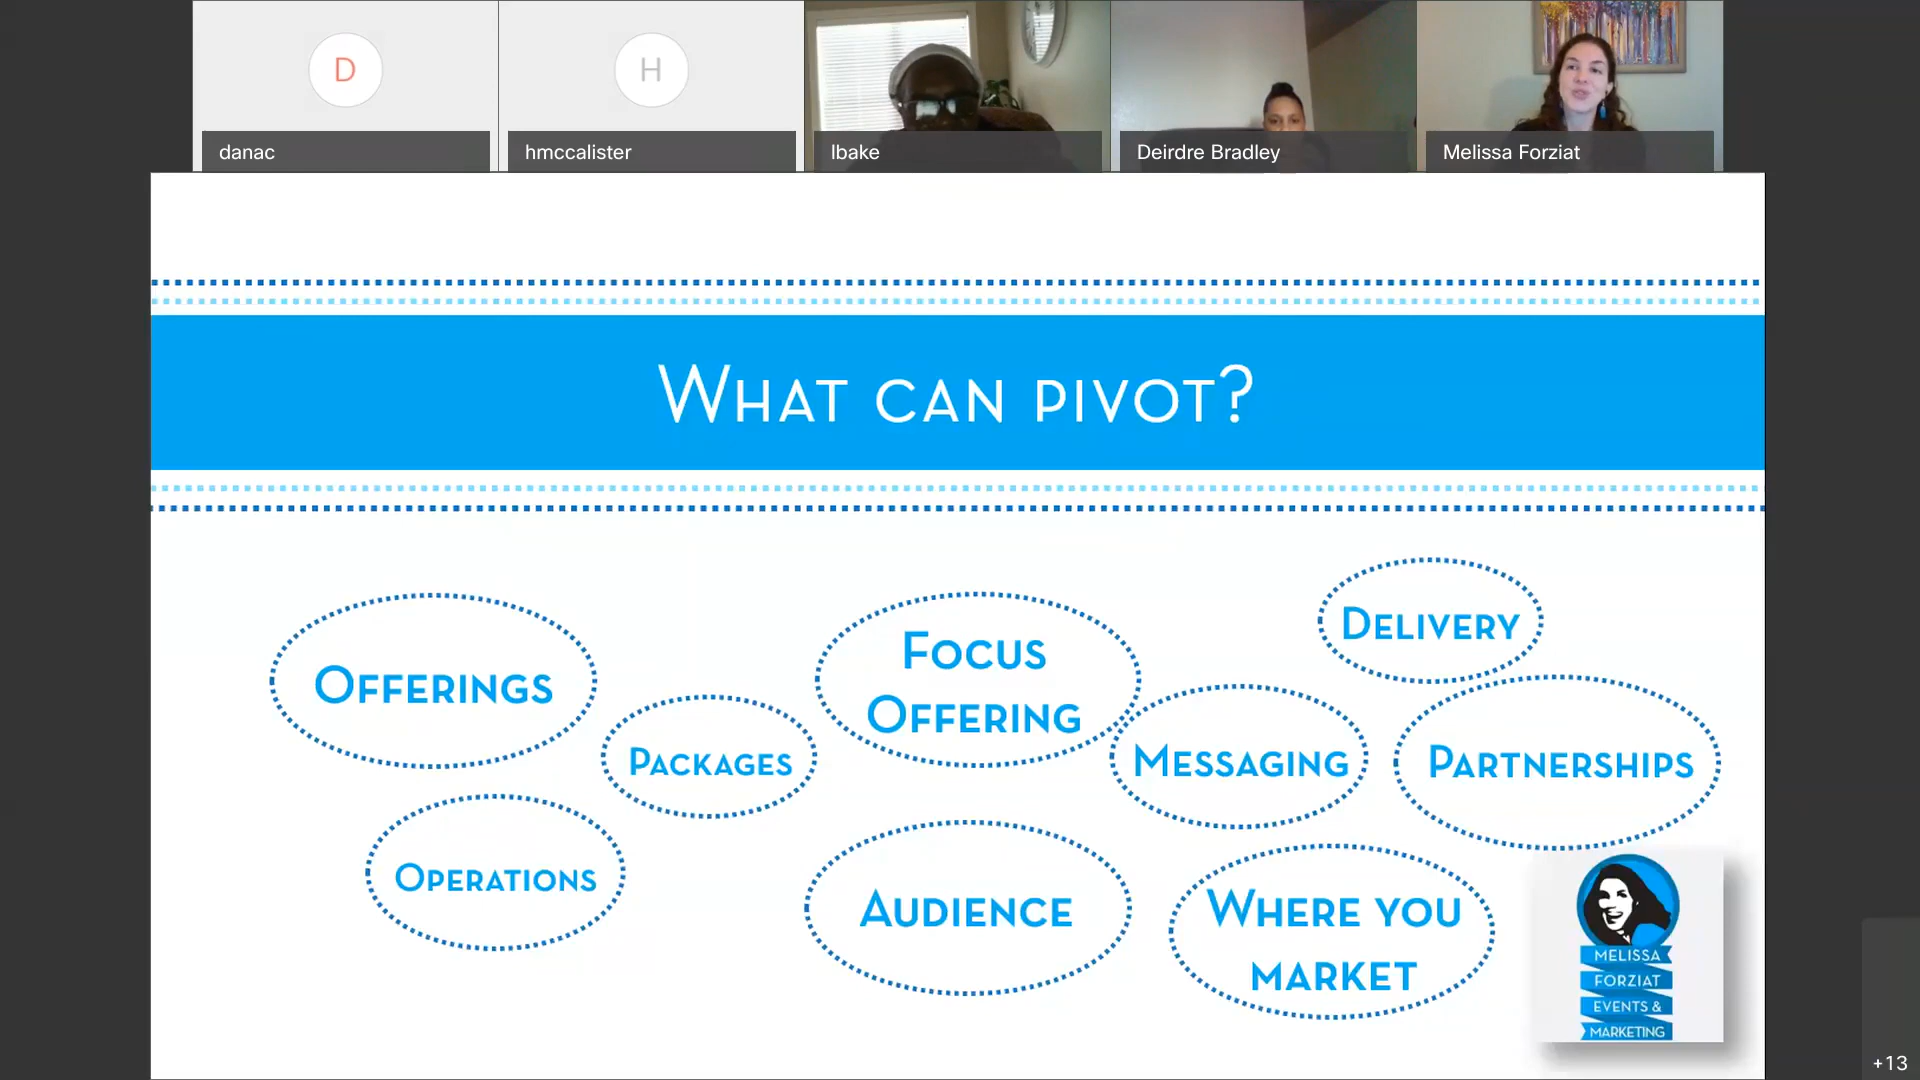 D
H
danac
hmccalister
lbake
Deirdre Bradley
Melissa Forziat
What can pivot?
Delivery
Focus
Offering
Offerings
Packages
Messaging
Partnerships
Operations
Audience
Where you
market
MELISSA
FORZIAT
EVENTS &
MARKETING
+13